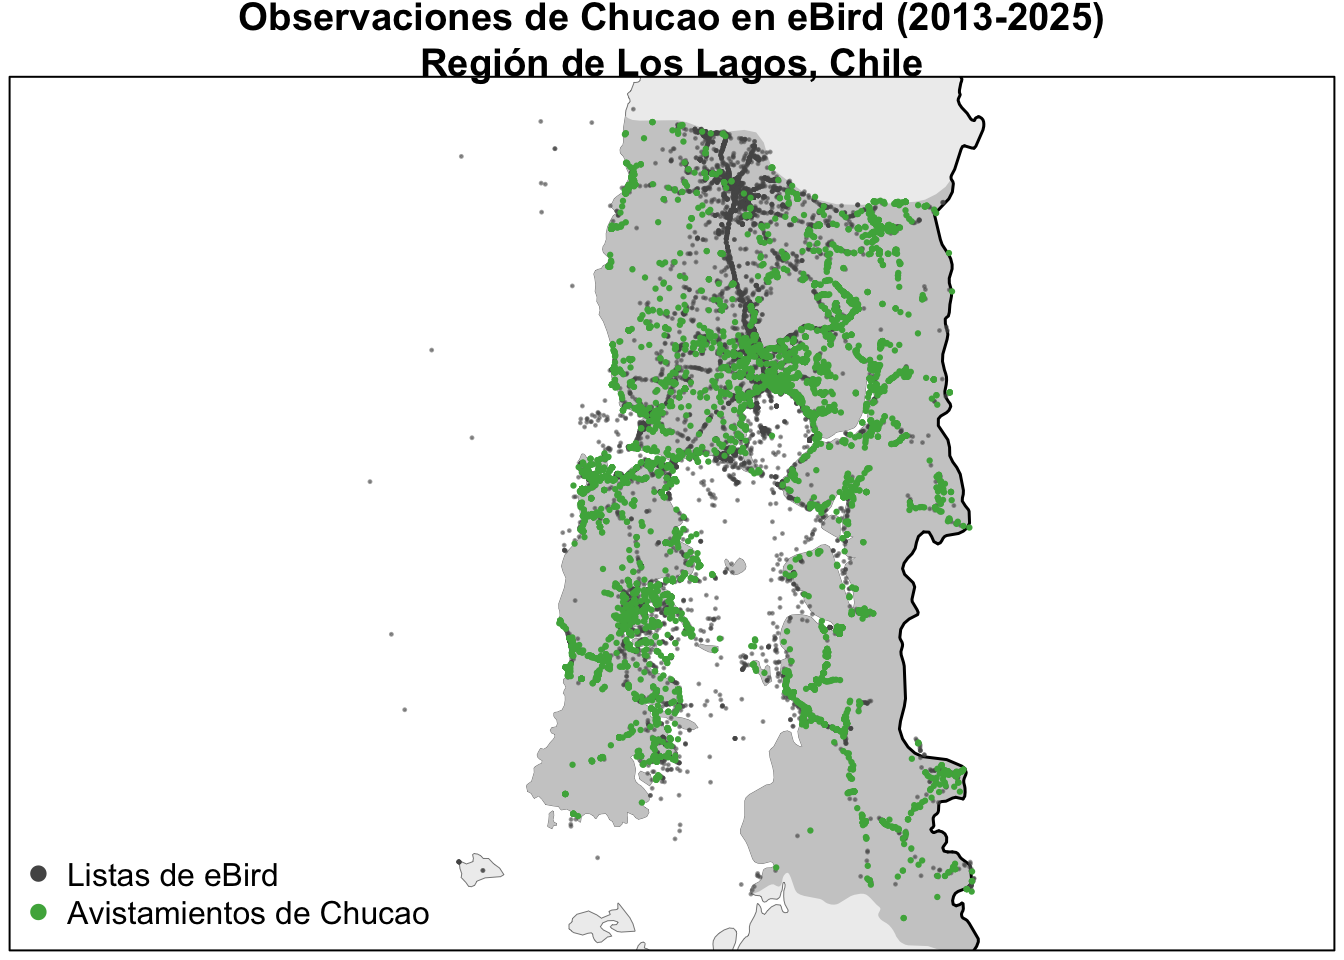 Observaciones de Chucao en eBird (2013-2025)
Región de Los Lagos, Chile
Listas de eBird
Avistamientos de Chucao